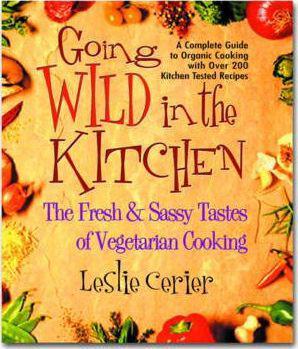 Going
A Complete Guide
to Organic Cooking
with Over 200
Kitchen Tested Recipes
WILD in the
KITCHEN
The Fresh & Sassy Tastes
of Vegetarian Cooking
Leslie Cerier